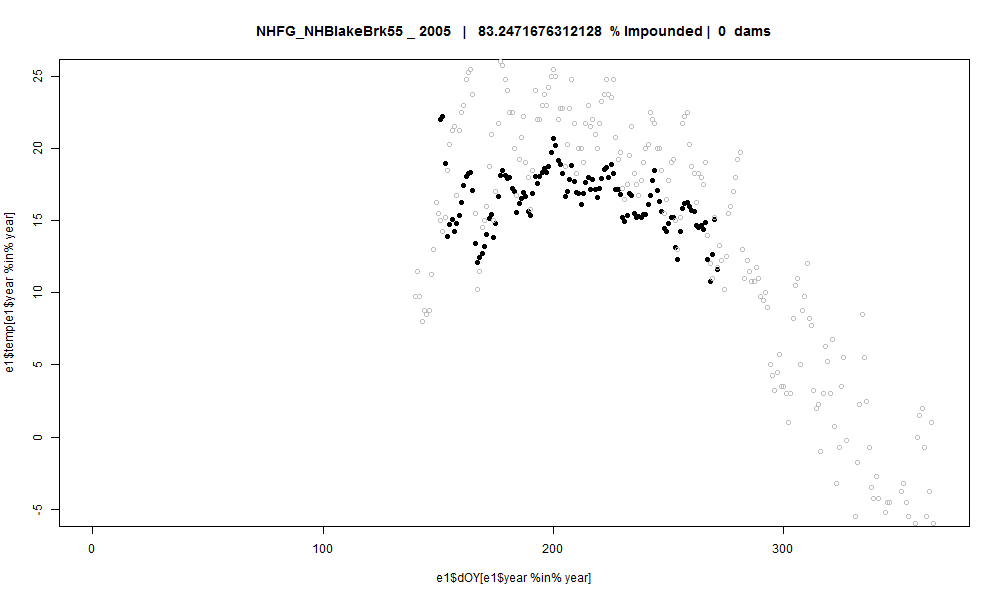 NHFG_NHBlakeBrk55 _ 2005 | 83.2471676312128 % Impounded | 0 dams
25
20
15
10
5
0
-5
e1$temp[e1$year %in% year]
0 100 200 300
e1$dOY[e1$year %in% year]